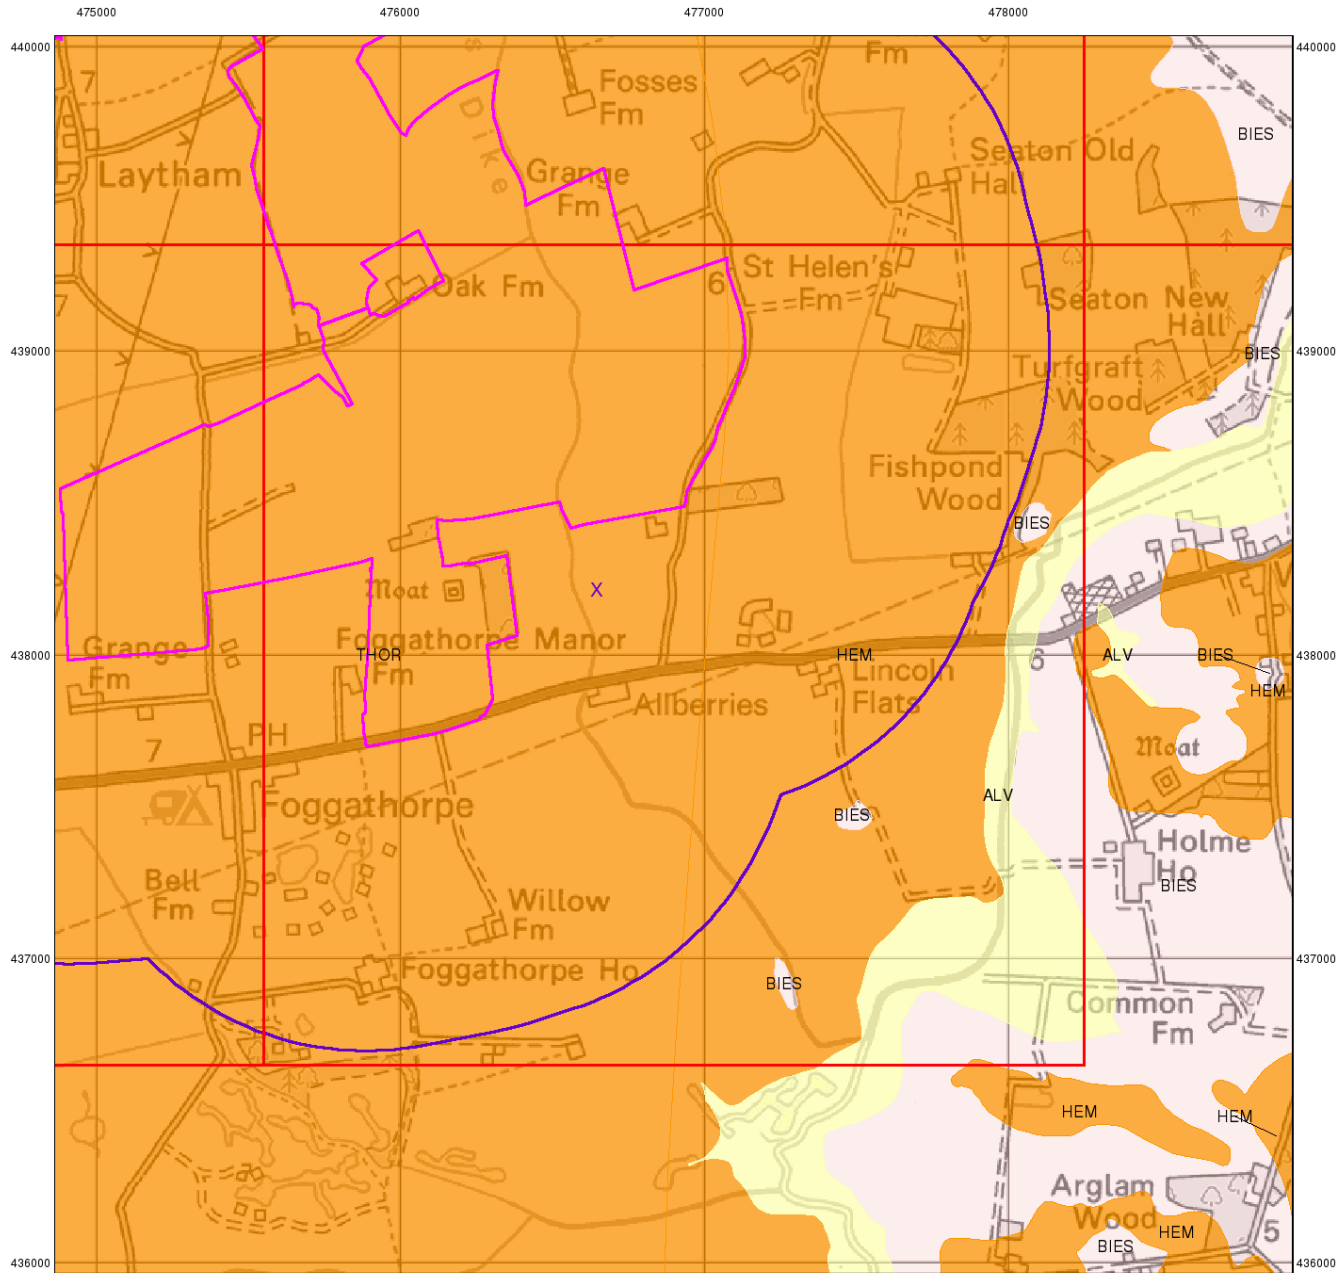 475000 476000 477000 478000
440000 440000
7
Fosses
Fm
Fm
BIES
Dike
Laytham
Grange
Fm
Seaton Old
Hall
6
St Helen's
Fm
Oak Fm
Seaton New
Hall
7
439000 439000
BIES
Turfgraft
Wood
Fishpond
Wood
BIES
Moat
X
Grange
Fm
Foggathorpe Manor
Fm
438000 438000
THOR
HEM
6
ALV
BIES
HEM
Lincoln
Flats
Allberries
PH
7
Moat
Foggathorpe
ALV
BIES
Holme
Ho
BIES
Bell
Fm
Willow
Fm
437000 437000
Foggathorpe Ho
BIES
Common
Fm
HEM
HEM
Arglam
Wood
HEM
BIES
5
436000 436000